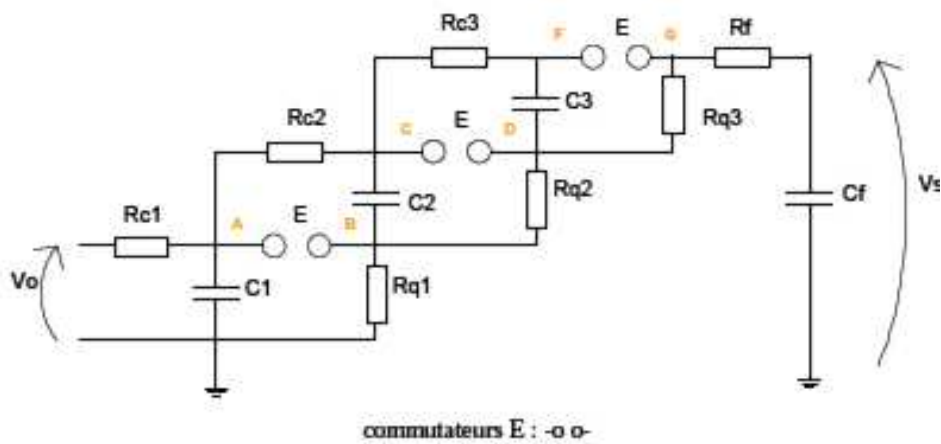 Rc3 F E G Rf
C3 Rq3
Rc2 C E D
Rq2
C2 Cf Vs
Rc1 A E B
Vo C1 Rq1
commutateurs E : -o o-